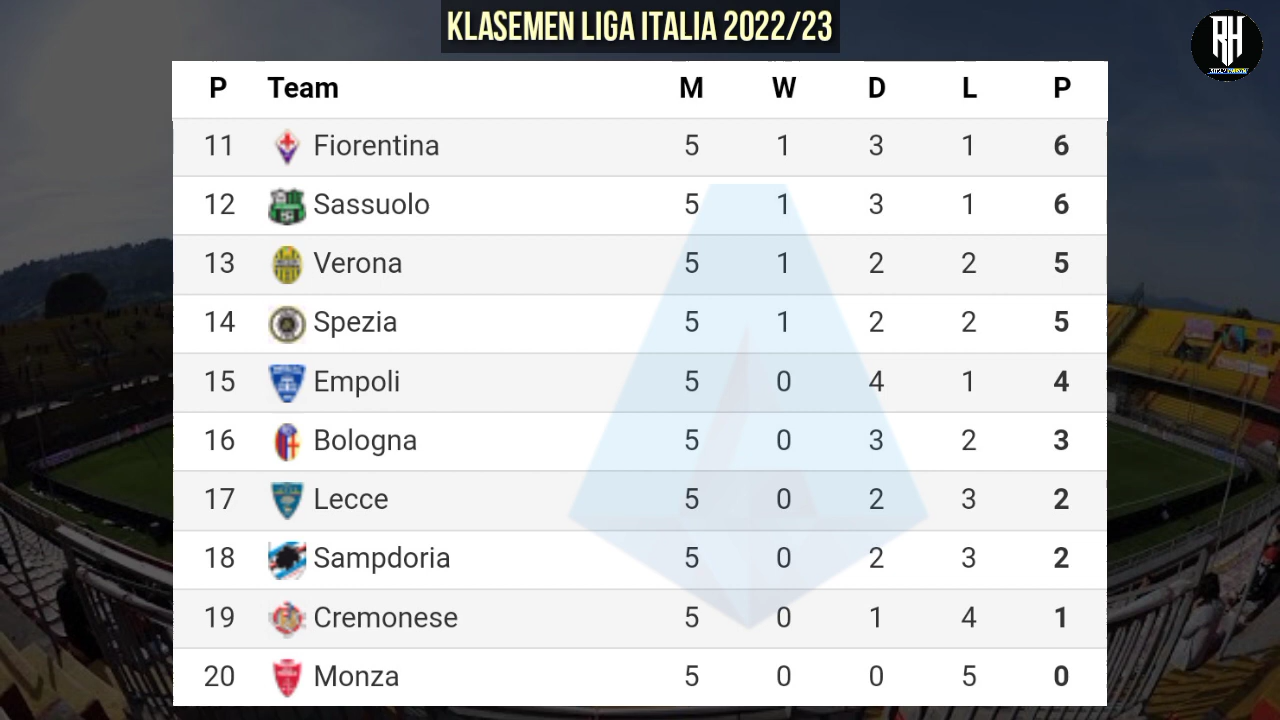 KLASEMEN LIGA ITALIA 2022/23
RH
P Team M W D L P
11 Fiorentina 5 1 3 1 6
12 Sassuolo 5 1 3 1 6
13 Verona 5 1 2 2 5
14 Spezia 5 1 2 2 5
15 Empoli 5 0 4 1 4
16 Bologna 5 0 3 2 3
17 Lecce 5 0 2 3 2
18 Sampdoria 5 0 2 3 2
19 Cremonese 5 0 1 4 1
20 Monza 5 0 0 5 0